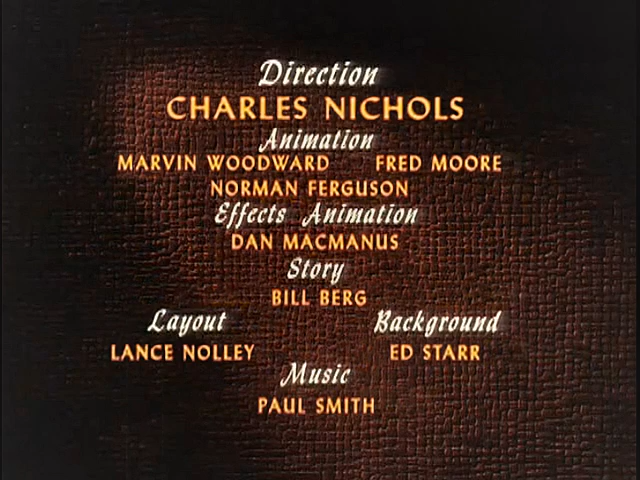 Direction
CHARLES NICHOLS
Animation
MARVIN WOODWARD FRED MOORE
NORMAN FERGUSON
Effects Animation
DAN MACMANUS
Story
BILL BERG
Layout Background
LANCE NOLLEY ED STARR
Music
PAUL SMITH